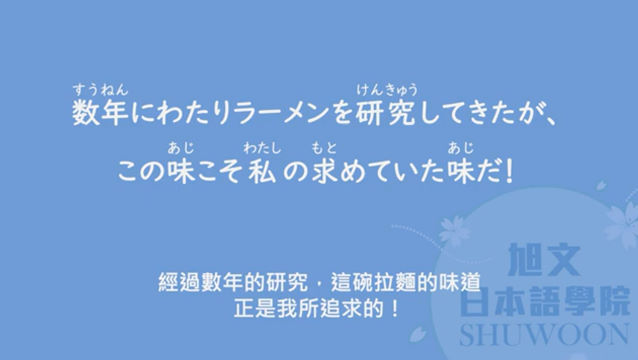 すうねん けんきゅう
数年にわたりラーメンを研究してきたが、
あじ わたし もと あじ
この味こそ私の求めていた味だ!
經過數年的研究，這碗拉麵的味道
正是我所追求的！
旭文
日本語學院
SHUWOON